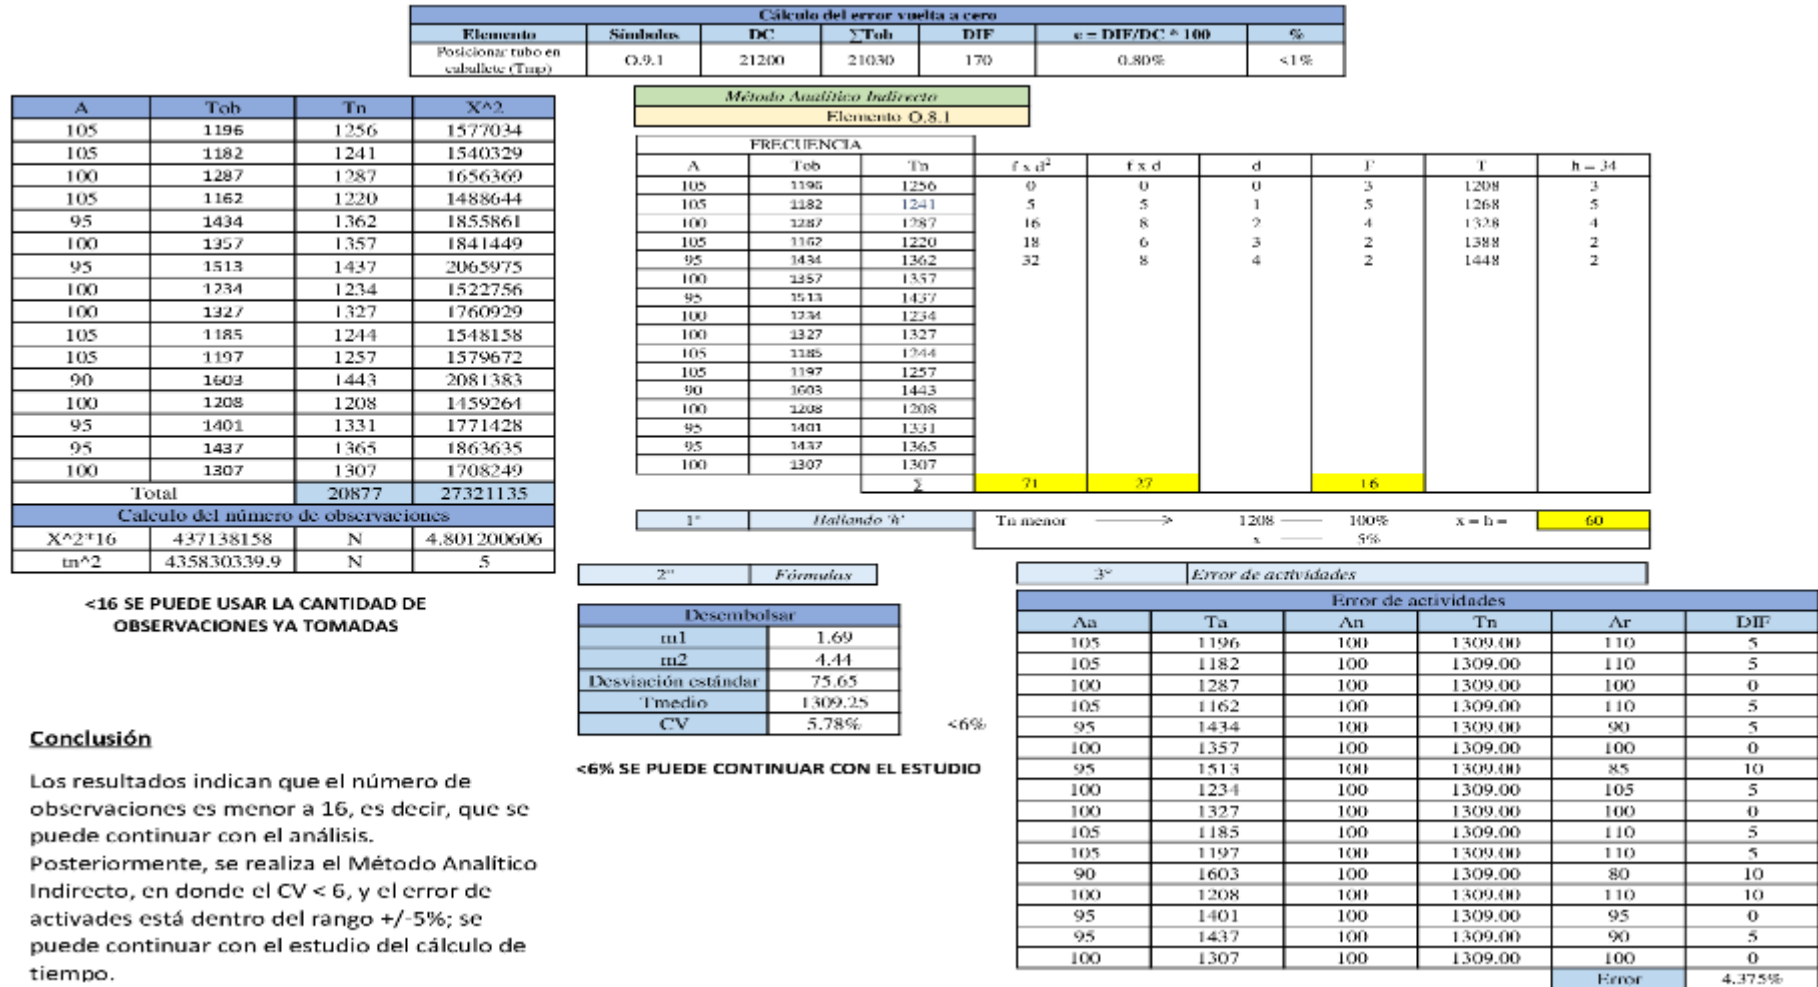 Cálculo del error vuelta a cero
Elemento Símbolos DC ∑Tob DIF e = DIF/DC * 100 %
Posicionar tubo en caballete (Tmp) O.9.1 21200 21030 170 0.80% <1%
A Tob Tn X^2
105 1196 1256 1577034
105 1182 1241 1540329
100 1287 1287 1656369
105 1162 1220 1488644
95 1434 1362 1855861
100 1357 1357 1841449
95 1513 1437 2065975
100 1234 1234 1522756
100 1327 1327 1760929
105 1185 1244 1548158
105 1197 1257 1579672
90 1603 1443 2081383
100 1208 1208 1459264
95 1401 1331 1771428
95 1437 1365 1863635
100 1307 1307 1708249
Total 20877 27321135
Calculo del número de observaciones
X^2*16 437138158 N 4.801200606
tn^2 435830339.9 N 5
<16 SE PUEDE USAR LA CANTIDAD DE
OBSERVACIONES YA TOMADAS
Conclusión
Los resultados indican que el número de
observaciones es menor a 16, es decir, que se
puede continuar con el análisis.
Posteriormente, se realiza el Método Analítico
Indirecto, en donde el CV < 6, y el error de
activades está dentro del rango +/-5%; se
puede continuar con el estudio del cálculo de
tiempo.
Método Analítico Indirecto
Elemento O.8.1
FRECUENCIA
A Tob Tn f x d² f x d d F T h = 34
105 1196 1256 0 0 0 3 1208 3
105 1182 1241 5 5 1 5 1268 5
100 1287 1287 16 8 2 4 1328 4
105 1162 1220 18 6 3 2 1388 2
95 1434 1362 32 8 4 2 1448 2
100 1357 1357
95 1513 1437
100 1234 1234
100 1327 1327
105 1185 1244
105 1197 1257
90 1603 1443
100 1208 1208
95 1401 1331
95 1437 1365
100 1307 1307
∑ 71 27 16
1° Hallando 'h' Tn menor 1208 100% x = h = 60
x 5%
2° Fórmulas
Desembolsar
m1 1.69
m2 4.44
Desviación estándar 75.65
Tmedio 1309.25
CV 5.78% <6%
<6% SE PUEDE CONTINUAR CON EL ESTUDIO
3° Error de actividades
Error de actividades
Aa Ta An Tn Ar DIF
105 1196 100 1309.00 110 5
105 1182 100 1309.00 110 5
100 1287 100 1309.00 100 0
105 1162 100 1309.00 110 5
95 1434 100 1309.00 90 5
100 1357 100 1309.00 100 0
95 1513 100 1309.00 85 10
100 1234 100 1309.00 105 5
100 1327 100 1309.00 100 0
105 1185 100 1309.00 110 5
105 1197 100 1309.00 110 5
90 1603 100 1309.00 80 10
100 1208 100 1309.00 110 10
95 1401 100 1309.00 95 0
95 1437 100 1309.00 90 5
100 1307 100 1309.00 100 0
Error 4.375%